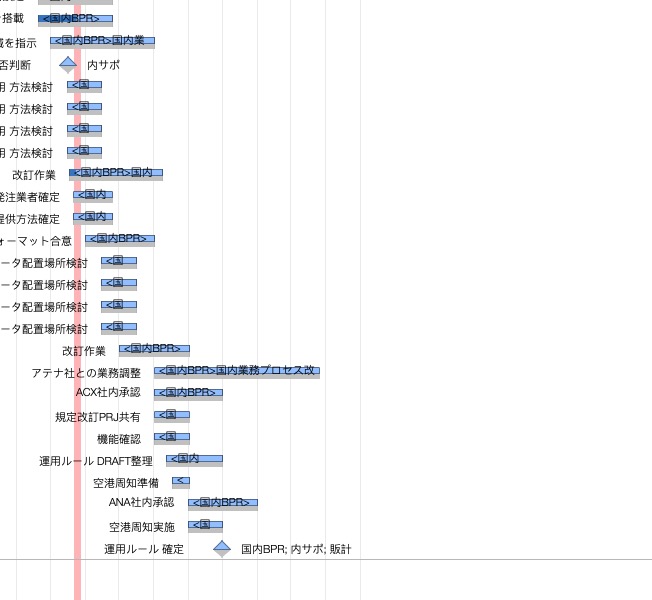 搭載 <国内BPR>
を指示 <国内BPR>国内業
否判断 内サポ
用 方法検討 <国
用 方法検討 <国
用 方法検討 <国
用 方法検討 <国
改訂作業 <国内BPR>国内
発注業者確定 <国内
提供方法確定 <国内
ォーマット合意 <国内BPR>
ータ配置場所検討 <国
ータ配置場所検討 <国
ータ配置場所検討 <国
ータ配置場所検討 <国
改訂作業 <国内BPR>
アテナ社との業務調整 <国内BPR>国内業務プロセス改
ACX社内承認 <国内BPR>
規定改訂PRJ共有 <国
機能確認 <国
運用ルール DRAFT整理 <国内
空港周知準備 <
ANA社内承認 <国内BPR>
空港周知実施 <国
運用ルール 確定 国内BPR; 内サポ; 販計